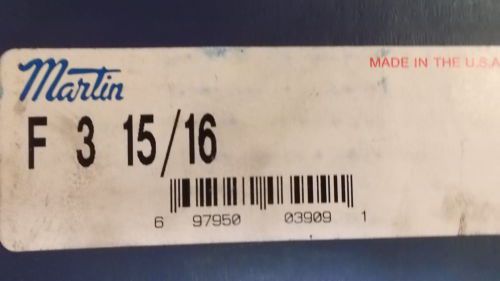 Martin
MADE IN THE U.S.A
F 3 15/16
6 97950 03909 1